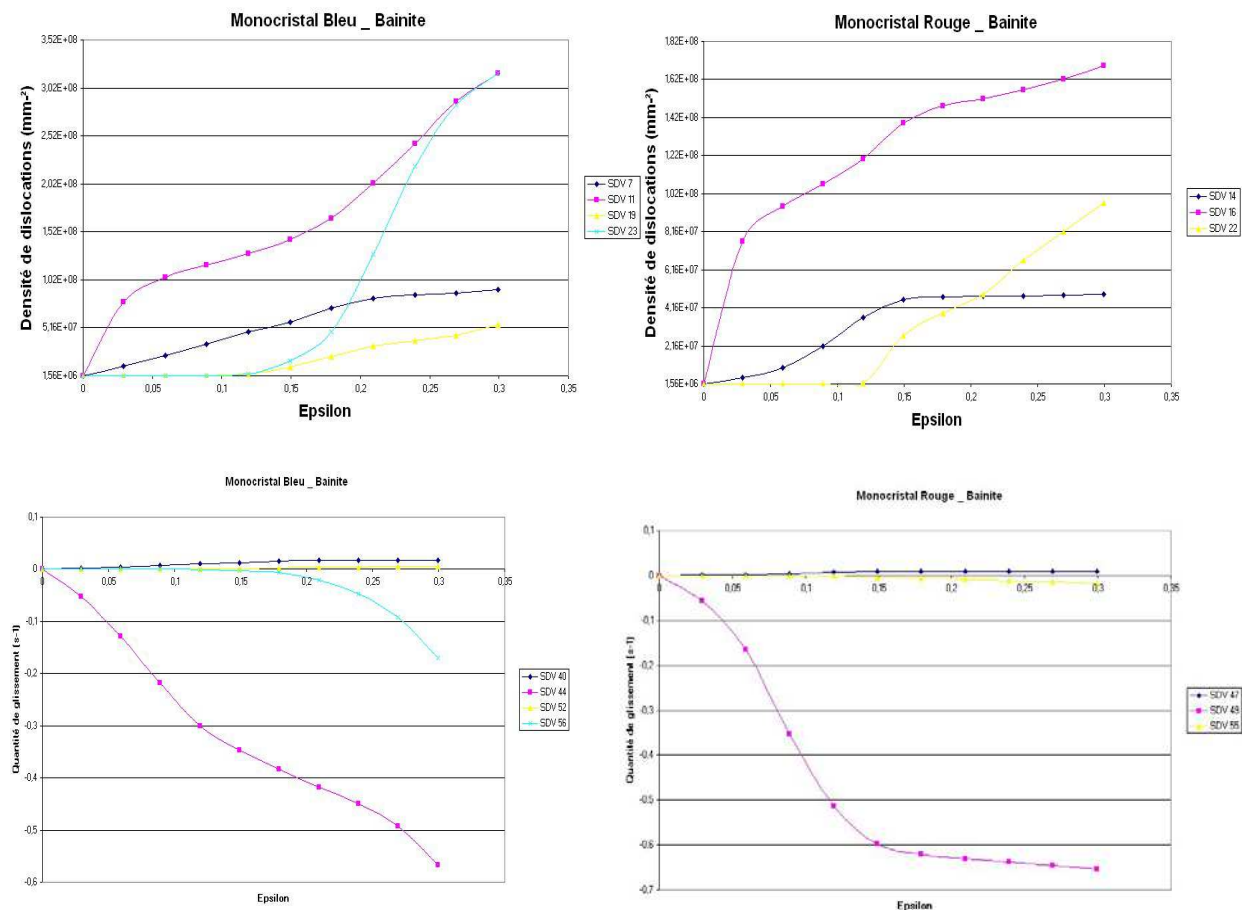 Monocristal Bleu _ Bainite
Densité de dislocations (mm-²)
3,52E+08
3,02E+08
2,52E+08
2,02E+08
1,52E+08
1,02E+08
5,16E+07
1,56E+06
0
0,05
0,1
0,15
0,2
0,25
0,3
0,35
Epsilon
SDV 7
SDV 11
SDV 19
SDV 23
Monocristal Rouge _ Bainite
Densité de dislocations (mm-²)
1,82E+08
1,62E+08
1,42E+08
1,22E+08
1,02E+08
8,16E+07
6,16E+07
4,16E+07
2,16E+07
1,56E+06
0
0,05
0,1
0,15
0,2
0,25
0,3
0,35
Epsilon
SDV 14
SDV 16
SDV 22
Monocristal Bleu _ Bainite
Quantité de glissement (s-1)
0,1
0
-0,1
-0,2
-0,3
-0,4
-0,5
-0,6
0
0,05
0,1
0,15
0,2
0,25
0,3
0,35
Epsilon
SDV 40
SDV 44
SDV 52
SDV 56
Monocristal Rouge _ Bainite
Quantité de glissement (s-1)
0,1
0
-0,1
-0,2
-0,3
-0,4
-0,5
-0,6
-0,7
0
0,05
0,1
0,15
0,2
0,25
0,3
0,35
Epsilon
SDV 47
SDV 49
SDV 55